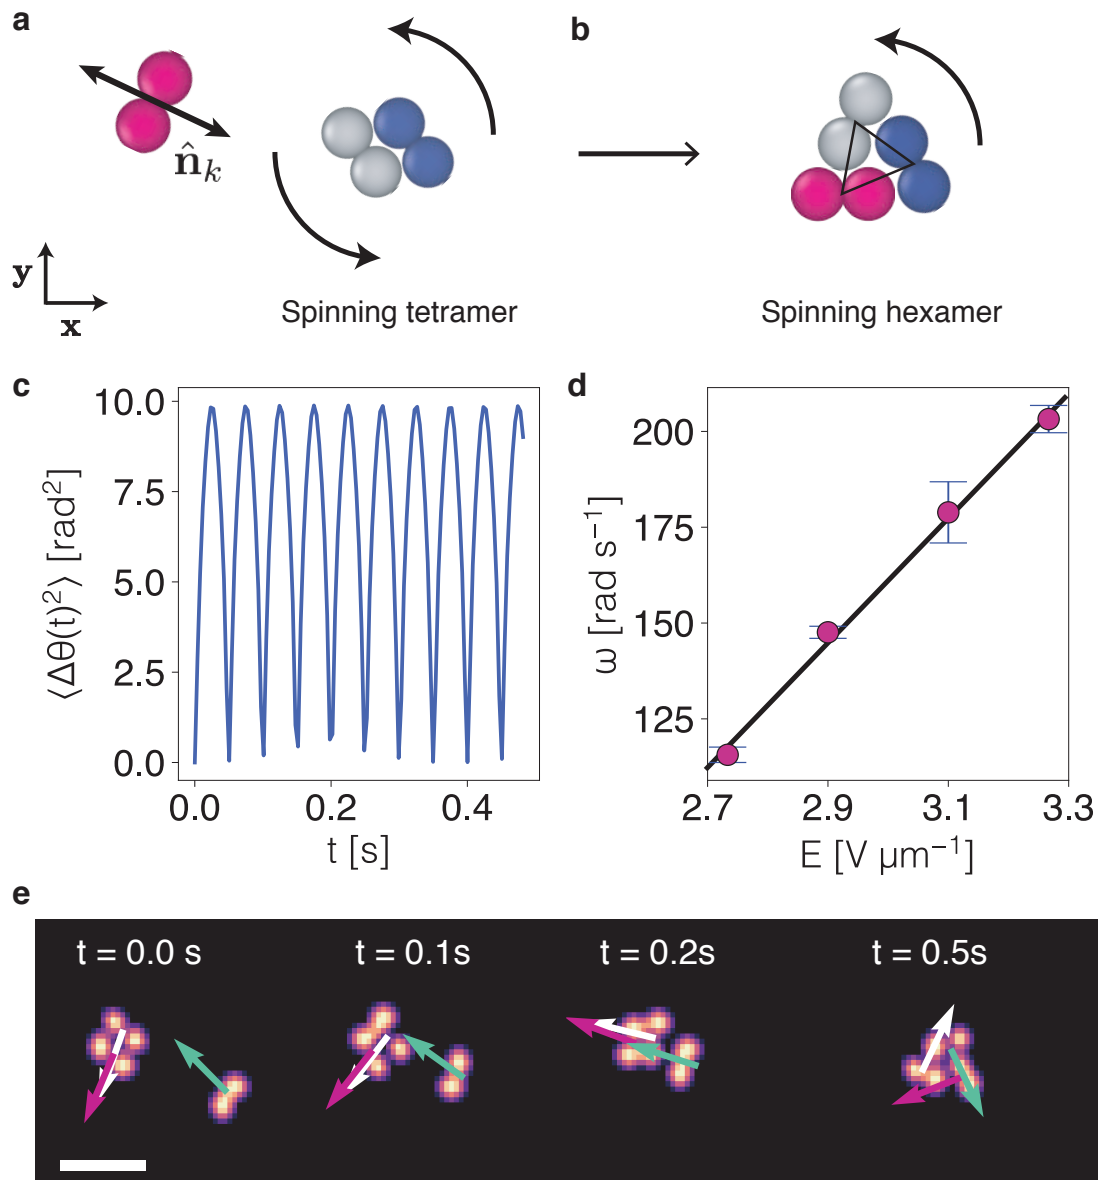 a
b
n̂k
y
x
Spinning tetramer
Spinning hexamer
c
d
10.0
7.5
5.0
2.5
0.0
⟨Δθ(t)²⟩ [rad²]
0.0 0.2 0.4
t [s]
200
175
150
125
ω [rad s⁻¹]
2.7 2.9 3.1 3.3
E [V μm⁻¹]
e
t = 0.0 s
t = 0.1s
t = 0.2s
t = 0.5s